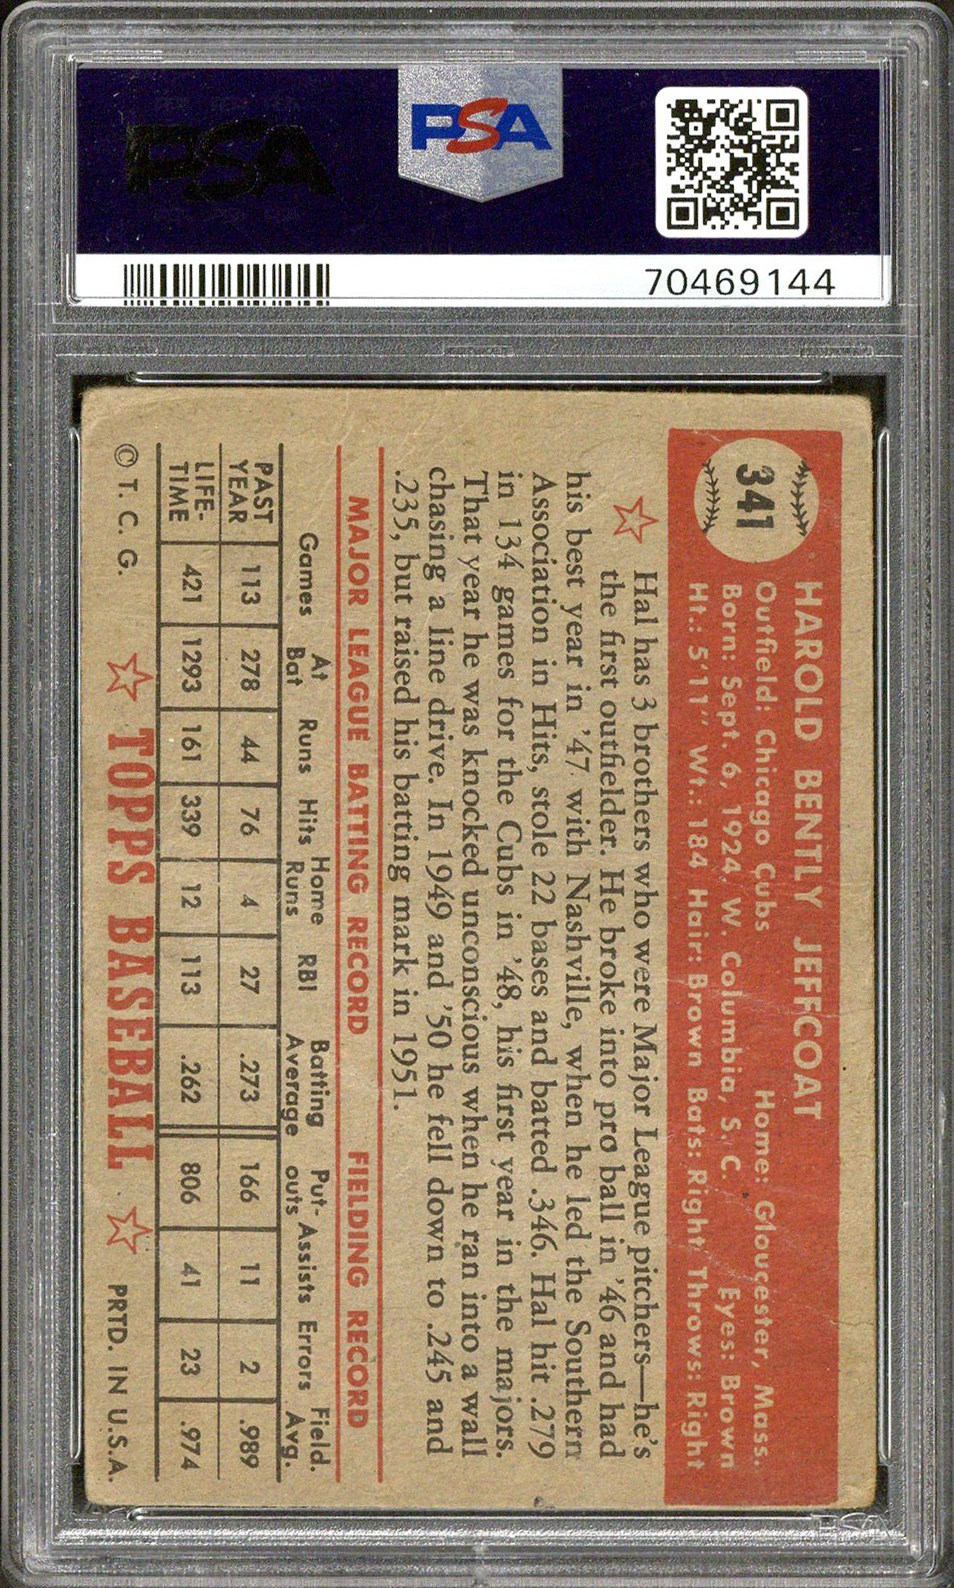 PSA
PSA
70469144
341
HAROLD BENTLY JEFFCOAT
Outfield: Chicago Cubs Home: Gloucester, Mass.
Born: Sept. 6, 1924, W. Columbia, S. C. Eyes: Brown
Ht.: 5'11" Wt.: 184 Hair: Brown Bats: Right Throws: Right
Hal has 3 brothers who were Major League pitchers—he's
the first outfielder. He broke into pro ball in '46 and had
his best year in '47 with Nashville, when he led the Southern
Association in Hits, stole 22 bases and batted .346. Hal hit .279
in 134 games for the Cubs in '48, his first year in the majors.
That year he was knocked unconscious when he ran into a wall
chasing a line drive. In 1949 and '50 he fell down to .245 and
.235, but raised his batting mark in 1951.
MAJOR LEAGUE BATTING RECORD FIELDING RECORD
Games At Bat Runs Hits Home Runs RBI Batting Average Put-outs Assists Errors Field. Avg.
PAST YEAR 113 278 44 76 4 27 .273 166 11 2 .989
LIFE-TIME 421 1293 161 339 12 113 .262 806 41 23 .974
© T. C. G. TOPPS BASEBALL PRTD. IN U.S.A.
PSA